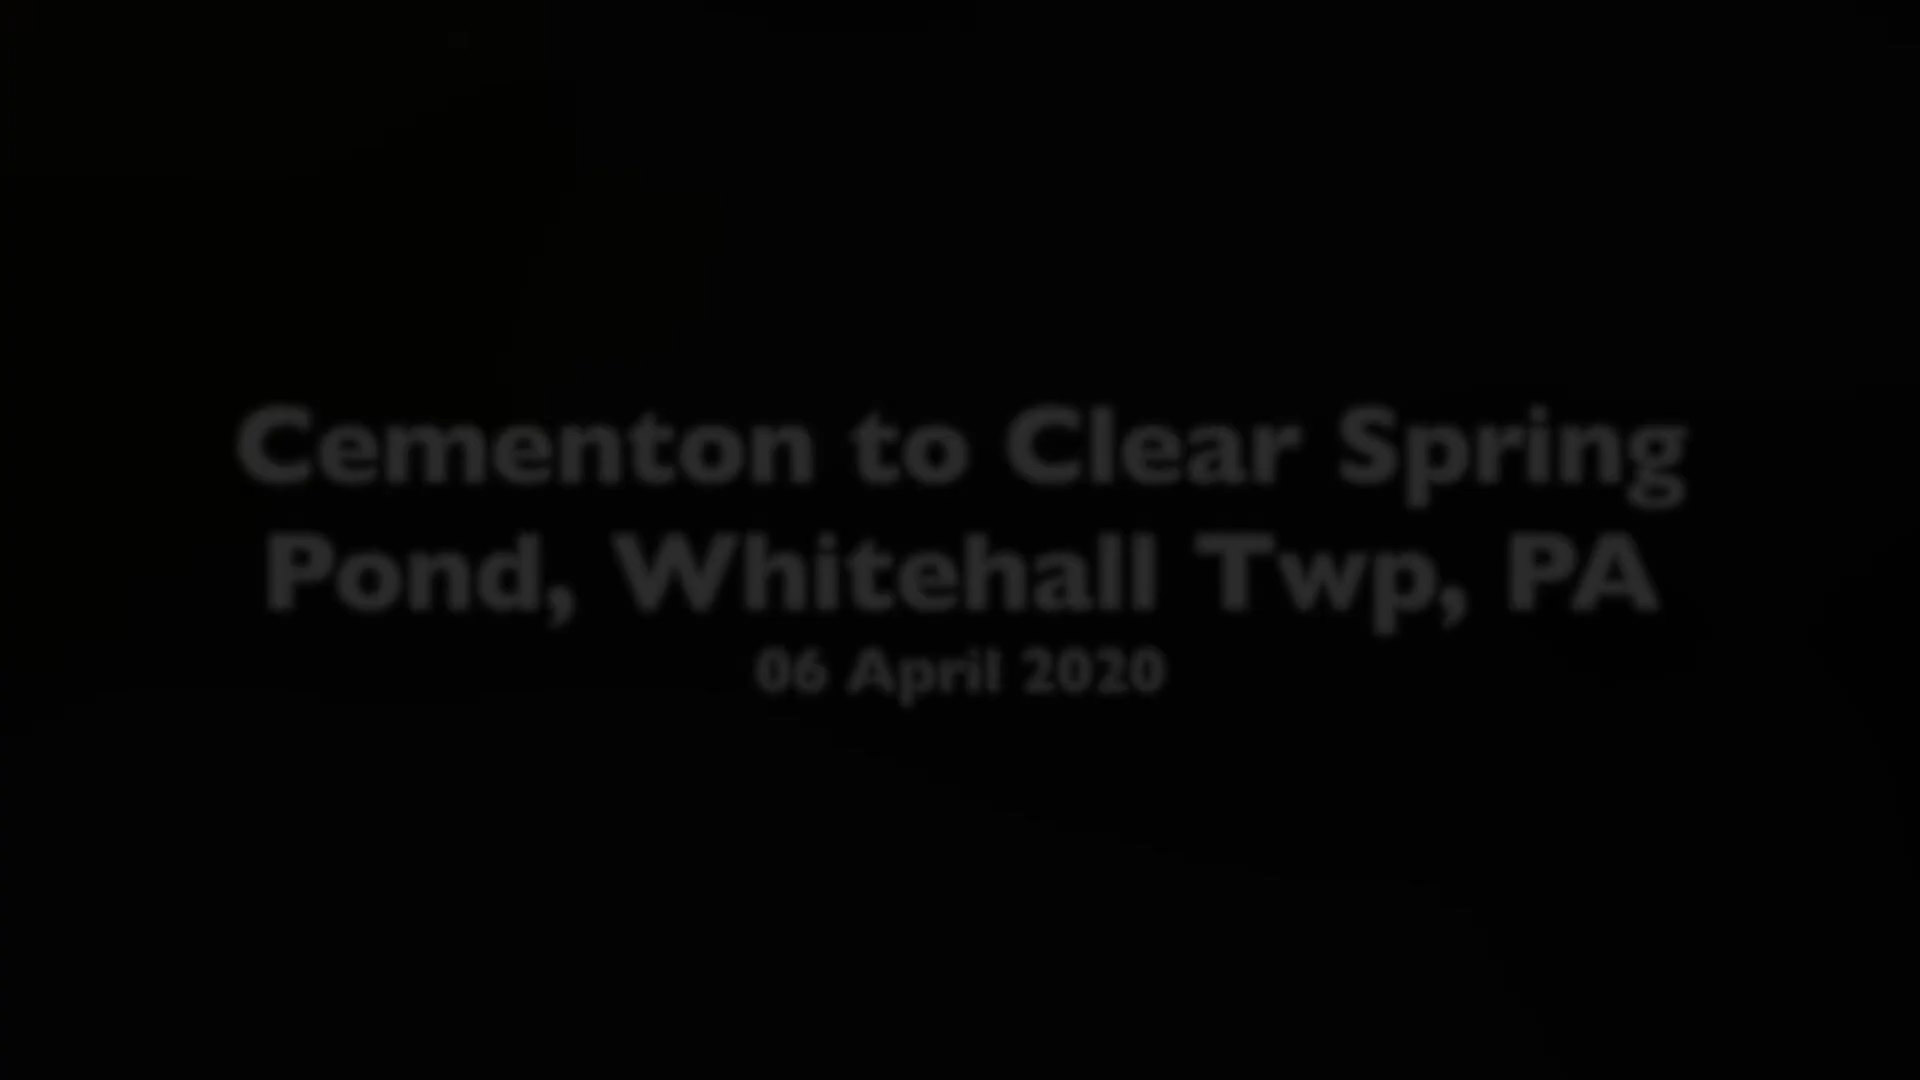 Cementon to Clear Spring
Pond, Whitehall Twp, PA
06 April 2020